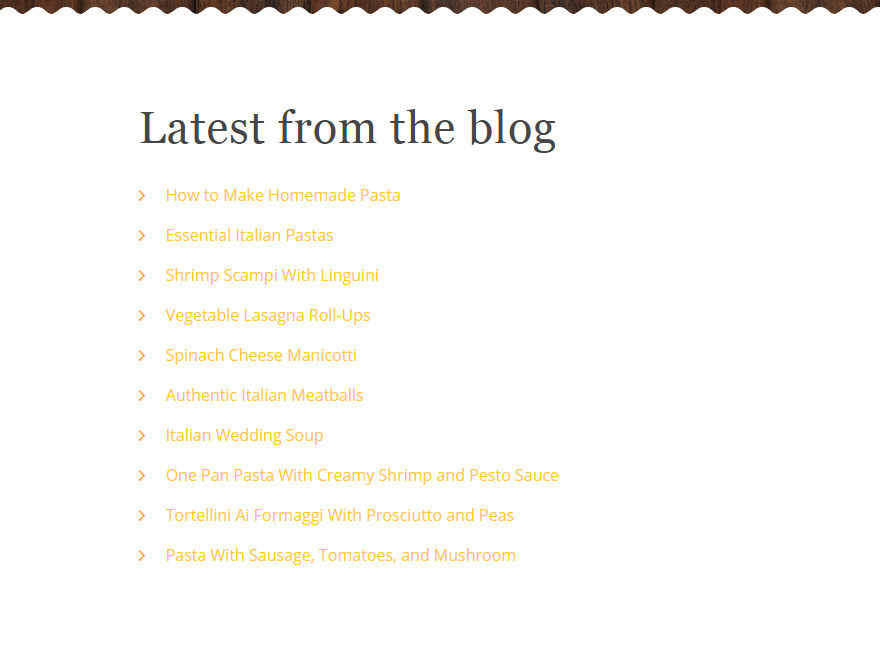 Latest from the blog
How to Make Homemade Pasta
Essential Italian Pastas
Shrimp Scampi With Linguini
Vegetable Lasagna Roll-Ups
Spinach Cheese Manicotti
Authentic Italian Meatballs
Italian Wedding Soup
One Pan Pasta With Creamy Shrimp and Pesto Sauce
Tortellini Ai Formaggi With Prosciutto and Peas
Pasta With Sausage, Tomatoes, and Mushroom